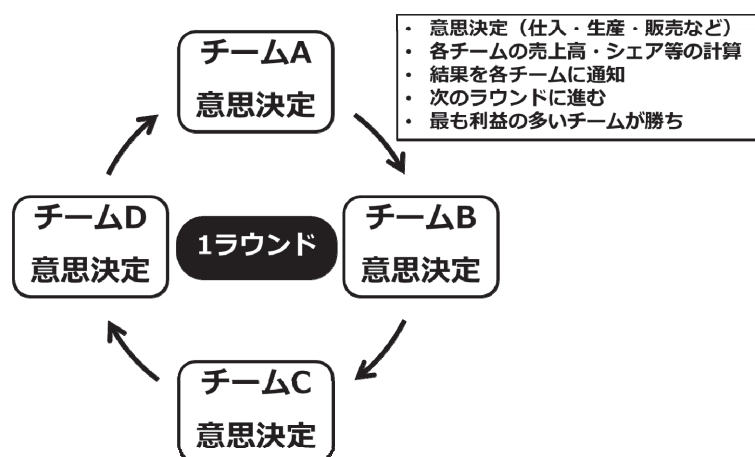 チームA
意思決定
・ 意思決定（仕入・生産・販売など）
・ 各チームの売上高・シェア等の計算
・ 結果を各チームに通知
・ 次のラウンドに進む
・ 最も利益の多いチームが勝ち
チームD
意思決定
1ラウンド
チームB
意思決定
チームC
意思決定